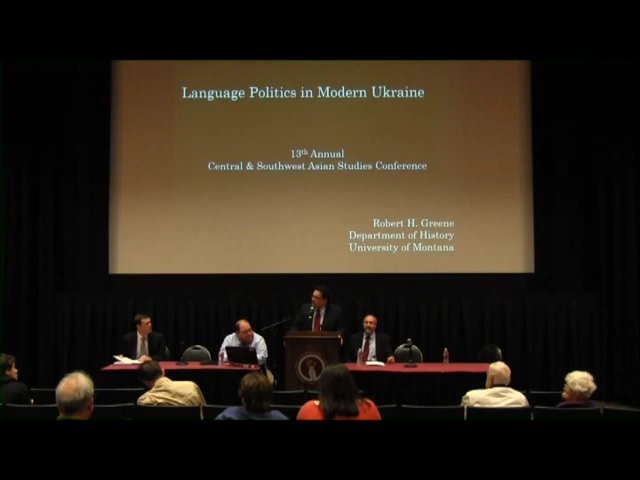 Language Politics in Modern Ukraine
13th Annual
Central & Southwest Asian Studies Conference
Robert H. Greene
Department of History
University of Montana